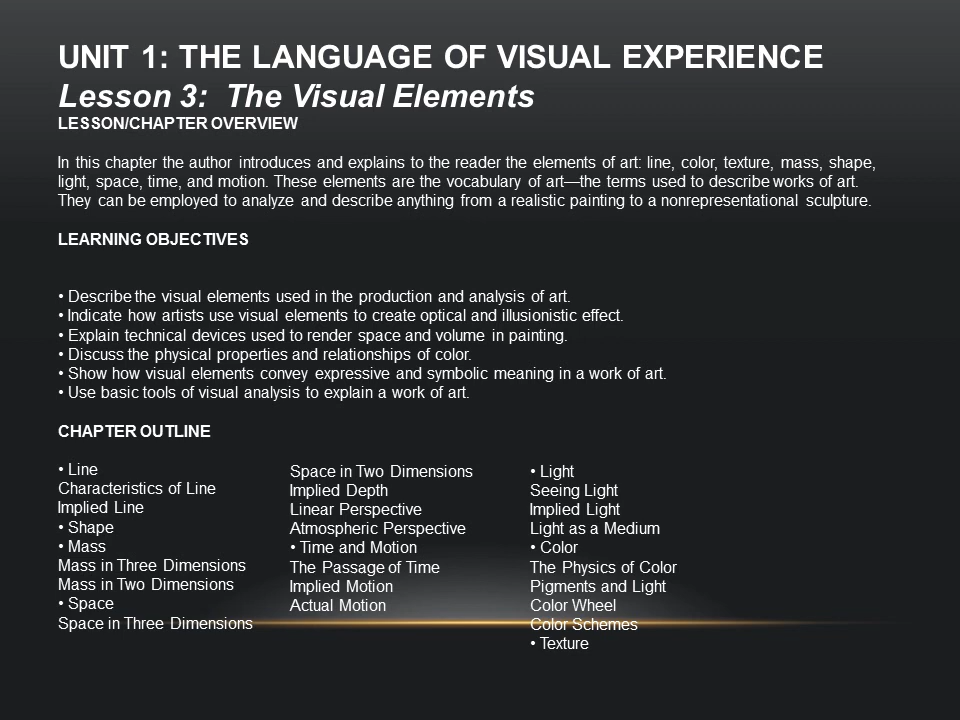 UNIT 1: THE LANGUAGE OF VISUAL EXPERIENCE
Lesson 3:  The Visual Elements
LESSON/CHAPTER OVERVIEW
In this chapter the author introduces and explains to the reader the elements of art: line, color, texture, mass, shape,
light, space, time, and motion. These elements are the vocabulary of art—the terms used to describe works of art.
They can be employed to analyze and describe anything from a realistic painting to a nonrepresentational sculpture.
LEARNING OBJECTIVES
• Describe the visual elements used in the production and analysis of art.
• Indicate how artists use visual elements to create optical and illusionistic effect.
• Explain technical devices used to render space and volume in painting.
• Discuss the physical properties and relationships of color.
• Show how visual elements convey expressive and symbolic meaning in a work of art.
• Use basic tools of visual analysis to explain a work of art.
CHAPTER OUTLINE
• Line
Characteristics of Line
Implied Line
• Shape
• Mass
Mass in Three Dimensions
Mass in Two Dimensions
• Space
Space in Three Dimensions
Space in Two Dimensions
Implied Depth
Linear Perspective
Atmospheric Perspective
• Time and Motion
The Passage of Time
Implied Motion
Actual Motion
• Light
Seeing Light
Implied Light
Light as a Medium
• Color
The Physics of Color
Pigments and Light
Color Wheel
Color Schemes
• Texture